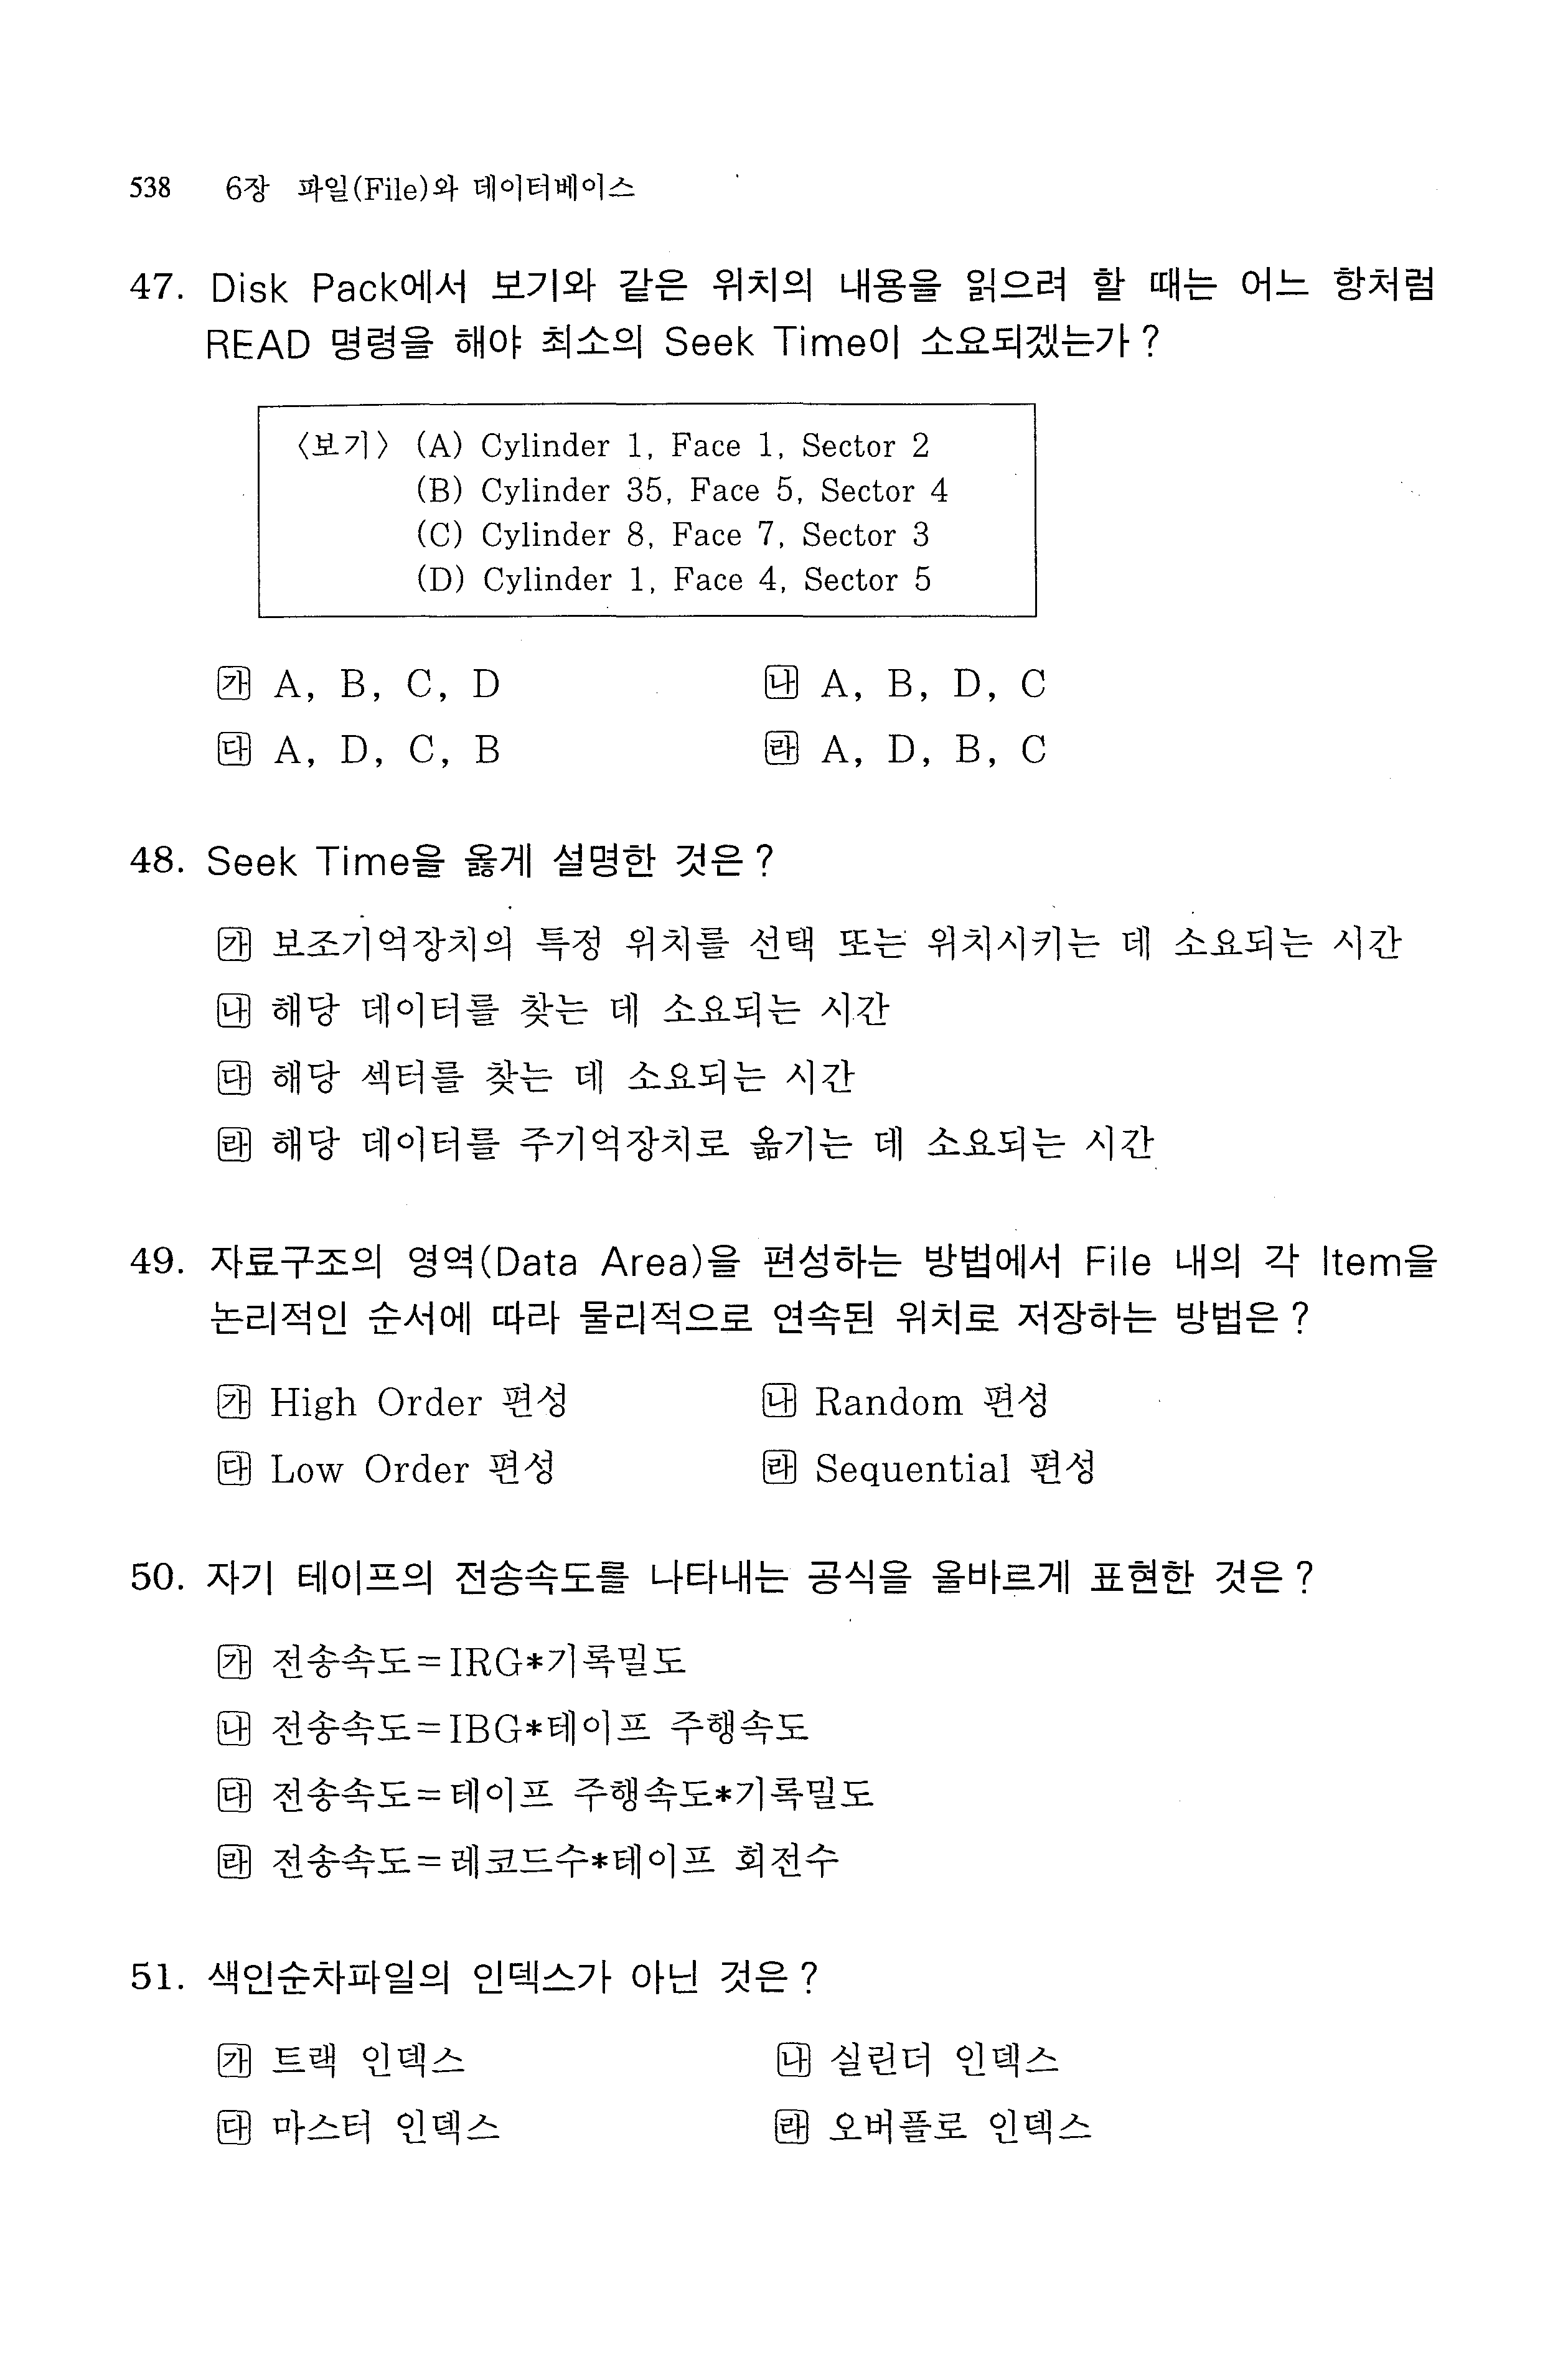 538 6장 파일(File)와 데이터베이스
47. Disk Pack에서 보기와 같은 위치의 내용을 읽으려 할 때는 어느 항처럼
READ 명령을 해야 최소의 Seek Time이 소요되겠는가?
〈보기〉 (A) Cylinder 1, Face 1, Sector 2
(B) Cylinder 35, Face 5, Sector 4
(C) Cylinder 8, Face 7, Sector 3
(D) Cylinder 1, Face 4, Sector 5
㉮ A, B, C, D ㉯ A, B, D, C
㉰ A, D, C, B ㉱ A, D, B, C
48. Seek Time을 옳게 설명한 것은?
㉮ 보조기억장치의 특정 위치를 선택 또는 위치시키는 데 소요되는 시간
㉯ 해당 데이터를 찾는 데 소요되는 시간
㉰ 해당 섹터를 찾는 데 소요되는 시간
㉱ 해당 데이터를 주기억장치로 옮기는 데 소요되는 시간
49. 자료구조의 영역(Data Area)을 편성하는 방법에서 File 내의 각 Item을
논리적인 순서에 따라 물리적으로 연속된 위치로 저장하는 방법은?
㉮ High Order 편성 ㉯ Random 편성
㉰ Low Order 편성 ㉱ Sequential 편성
50. 자기 테이프의 전송속도를 나타내는 공식을 올바르게 표현한 것은?
㉮ 전송속도=IRG*기록밀도
㉯ 전송속도=IBG*테이프 주행속도
㉰ 전송속도=테이프 주행속도*기록밀도
㉱ 전송속도=레코드수*테이프 회전수
51. 색인순차파일의 인덱스가 아닌 것은?
㉮ 트랙 인덱스 ㉯ 실린더 인덱스
㉰ 마스터 인덱스 ㉱ 오버플로 인덱스